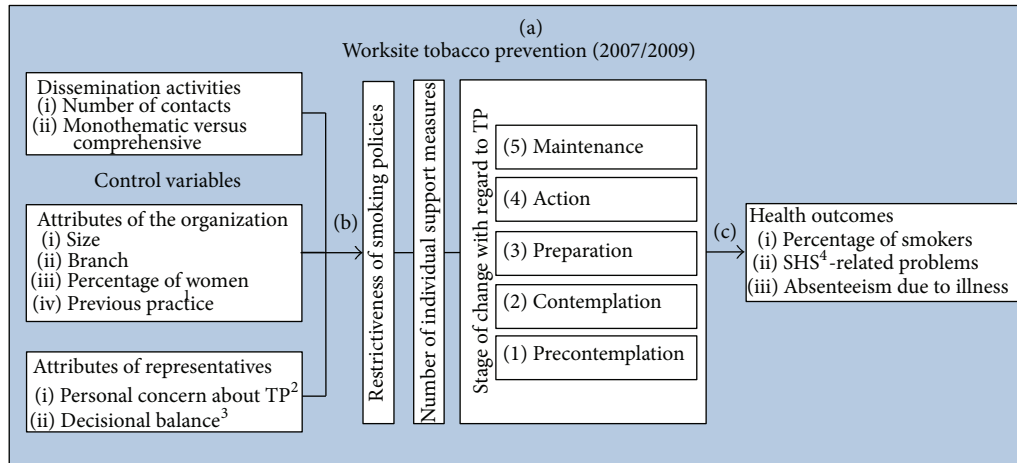 (a)
Worksite tobacco prevention (2007/2009)
Dissemination activities
(i) Number of contacts
(ii) Monothematic versus
comprehensive
Control variables
Attributes of the organization
(i) Size
(ii) Branch
(iii) Percentage of women
(iv) Previous practice¹
Attributes of representatives
(i) Personal concern about TP²
(ii) Decisional balance³
(b)
Restrictiveness of smoking policies
Number of individual support measures
Stage of change with regard to TP
(5) Maintenance
(4) Action
(3) Preparation
(2) Contemplation
(1) Precontemplation
(c)
Health outcomes
(i) Percentage of smokers
(ii) SHS⁴-related problems
(iii) Absenteeism due to illness